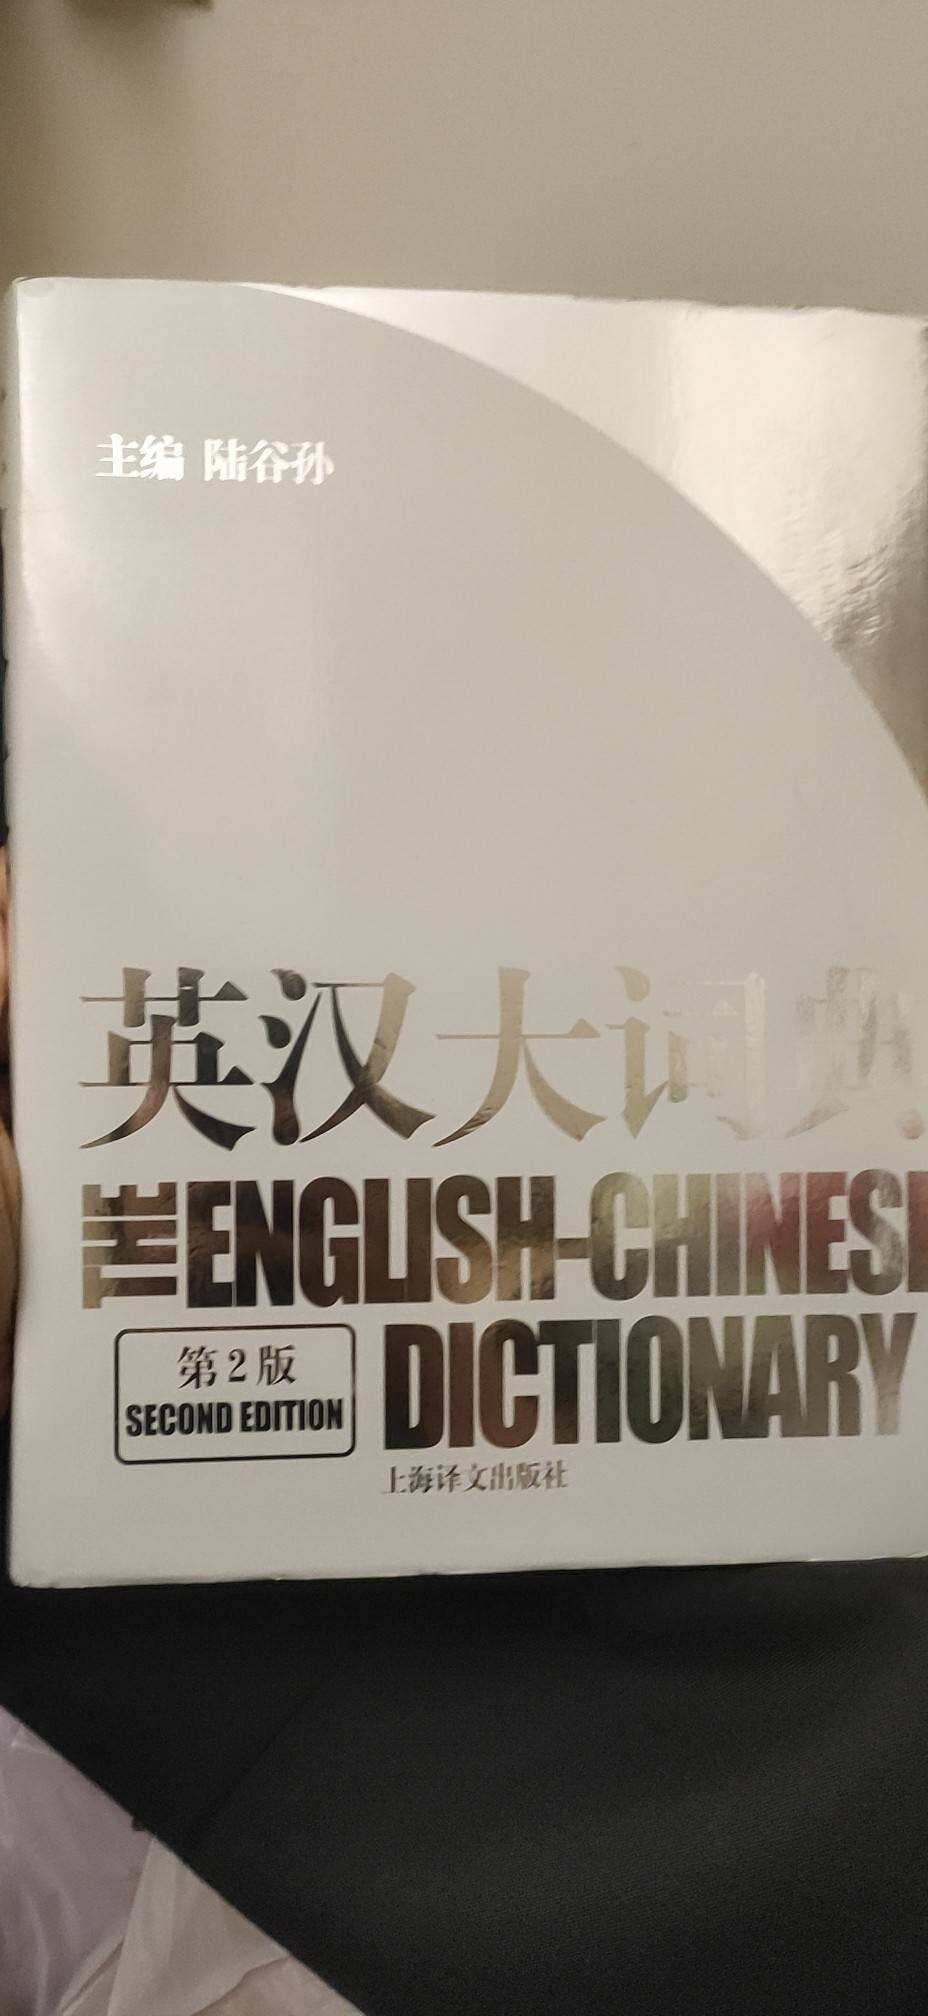 主编 陆谷孙
英汉大词典
THE ENGLISH-CHINESE
DICTIONARY
第2版
SECOND EDITION
上海译文出版社